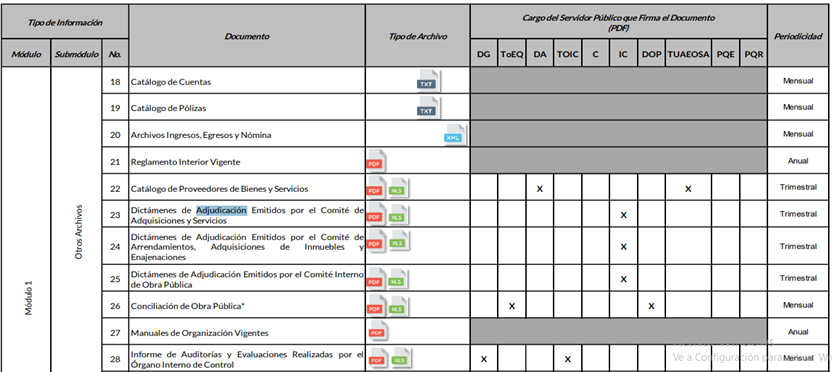 Tipo de Información
Documento
Tipo de Archivo
Cargo del Servidor Público que Firma el Documento
(PDF)
Periodicidad
Módulo Submódulo No.
DG ToEQ DA TOIC C IC DOP TUAEOSA PQE PQR
Módulo 1
Otros Archivos
18 Catálogo de Cuentas TXT Mensual
19 Catálogo de Pólizas TXT Mensual
20 Archivos Ingresos, Egresos y Nómina XML Mensual
21 Reglamento Interior Vigente PDF Anual
22 Catálogo de Proveedores de Bienes y Servicios PDF XLS X X Trimestral
23 Dictámenes de Adjudicación Emitidos por el Comité de
Adquisiciones y Servicios PDF XLS X Trimestral
24 Dictámenes de Adjudicación Emitidos por el Comité de
Arrendamientos, Adquisiciones de Inmuebles y
Enajenaciones PDF XLS X Trimestral
25 Dictámenes de Adjudicación Emitidos por el Comité Interno
de Obra Pública PDF XLS X Trimestral
26 Conciliación de Obra Pública* PDF XLS X X Mensual
27 Manuales de Organización Vigentes PDF Anual
28 Informe de Auditorías y Evaluaciones Realizadas por el
Órgano Interno de Control PDF XLS X X Mensual
Ve a Configuración para